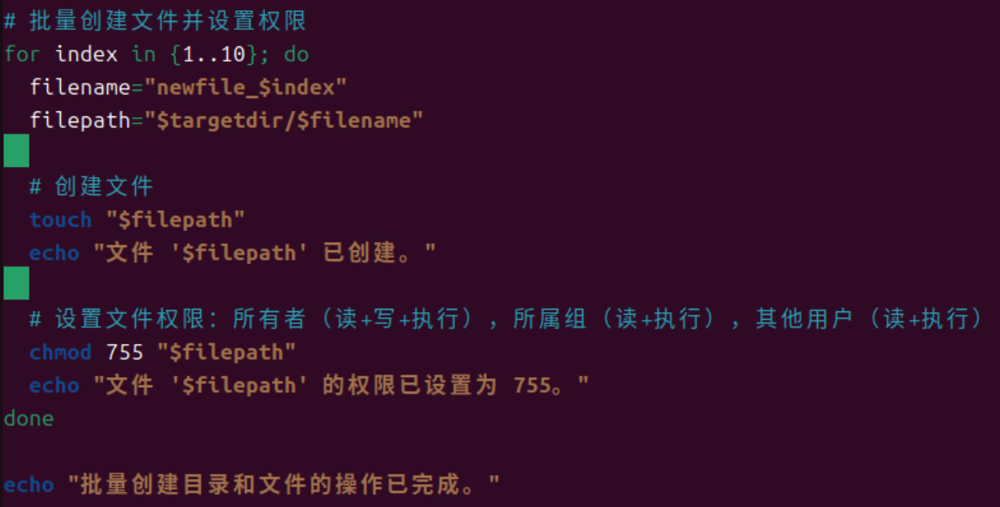 # 批量创建文件并设置权限
for index in {1..10}; do
  filename="newfile_$index"
  filepath="$targetdir/$filename"
  # 创建文件
  touch "$filepath"
  echo "文件 '$filepath' 已创建。"
  # 设置文件权限：所有者（读+写+执行），所属组（读+执行），其他用户（读+执行）
  chmod 755 "$filepath"
  echo "文件 '$filepath' 的权限已设置为 755。"
done
echo "批量创建目录和文件的操作已完成。"